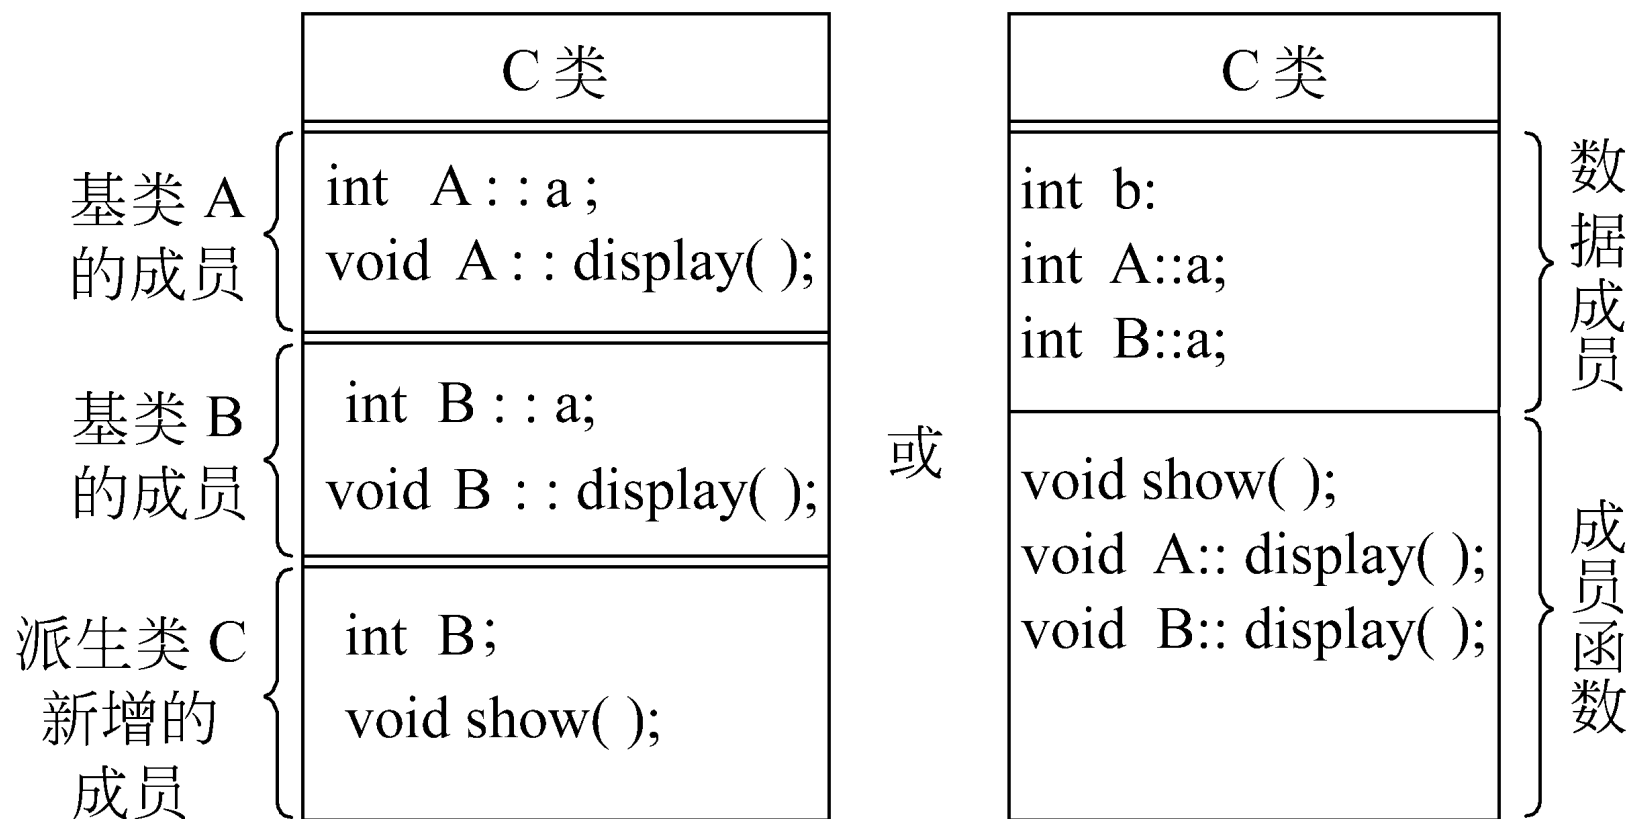 C 类
基类 A
的成员
int A : : a ;
void A : : display( );
基类 B
的成员
int B : : a;
void B : : display( );
派生类 C
新增的
成员
int B;
void show( );
或
C 类
int b:
int A::a;
int B::a;
数据成员
void show( );
void A:: display( );
void B:: display( );
成员函数